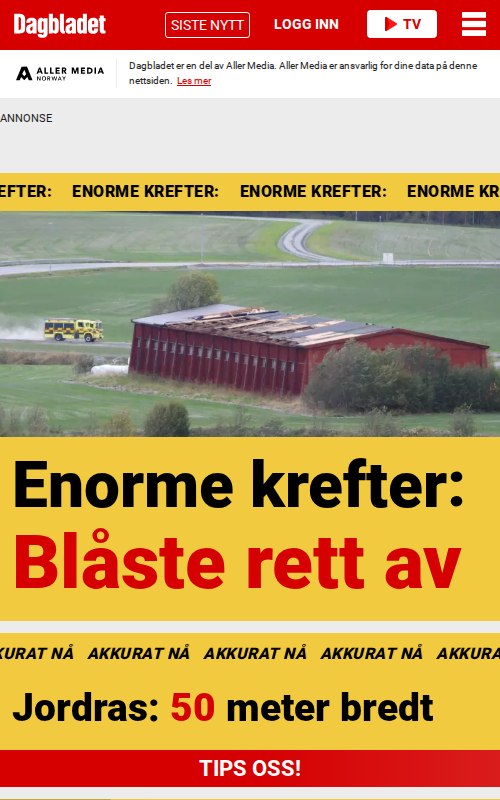 Dagbladet
SISTE NYTT
LOGG INN
TV
ALLER MEDIA
NORWAY
Dagbladet er en del av Aller Media. Aller Media er ansvarlig for dine data på denne
nettsiden. Les mer
ANNONSE
EFTER: ENORME KREFTER: ENORME KREFTER: ENORME KR
Enorme krefter:
Blåste rett av
KURAT NÅ AKKURAT NÅ AKKURAT NÅ AKKURAT NÅ AKKURA
Jordras: 50 meter bredt
TIPS OSS!